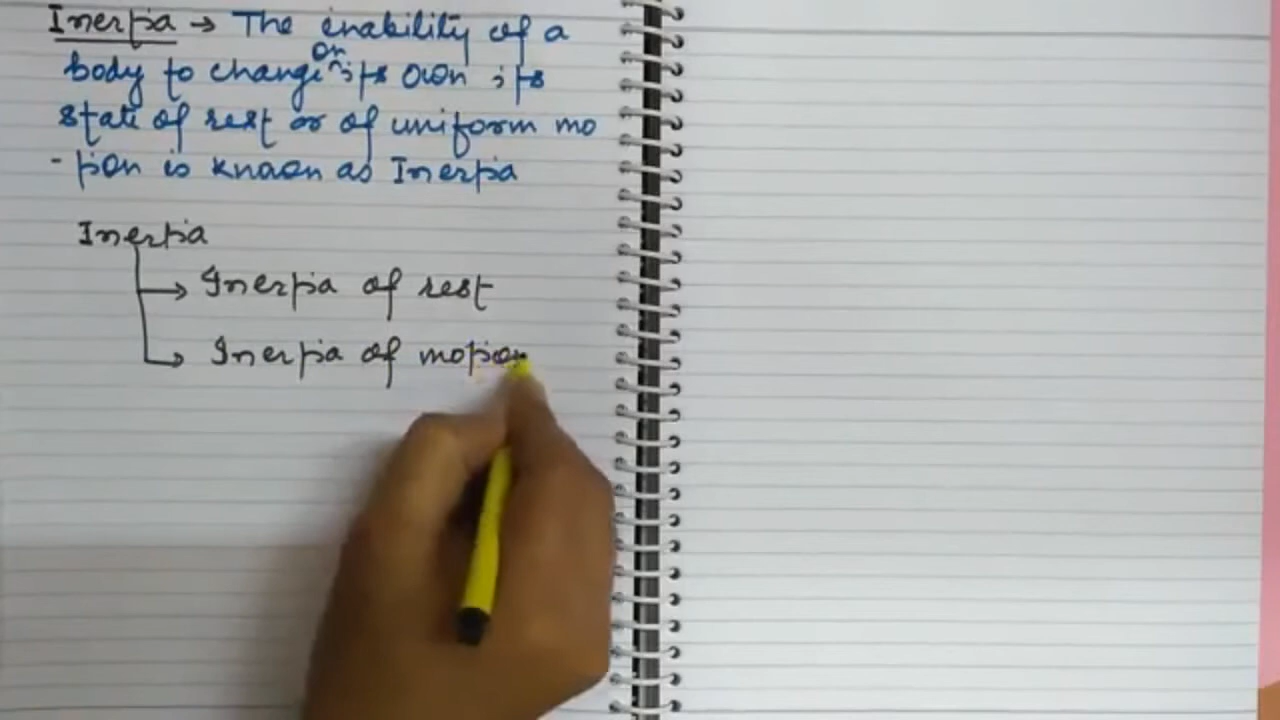 Inertia → The inability of a
body to change on its own its
state of rest or of uniform mo
-tion is known as Inertia
Inertia
→ Inertia of rest
→ Inertia of motion